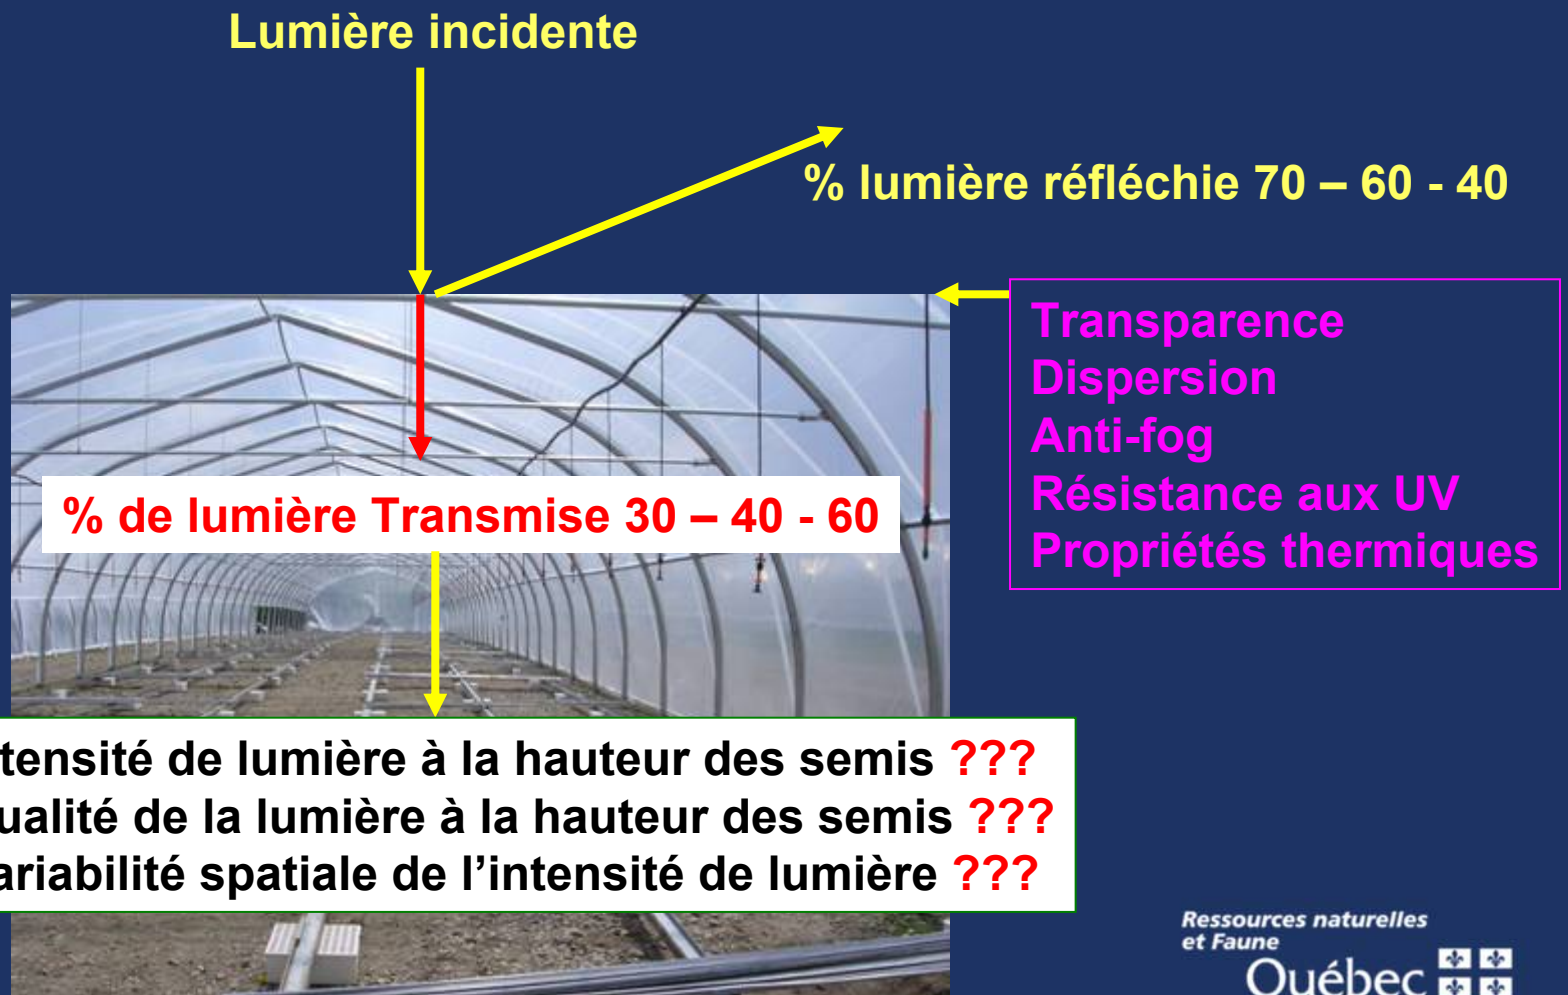 Lumière incidente
% lumière réfléchie 70 – 60 - 40
Transparence
Dispersion
Anti-fog
Résistance aux UV
Propriétés thermiques
% de lumière Transmise 30 – 40 - 60
tensité de lumière à la hauteur des semis ???
ualité de la lumière à la hauteur des semis ???
ariabilité spatiale de l’intensité de lumière ???
Ressources naturelles
et Faune
Québec